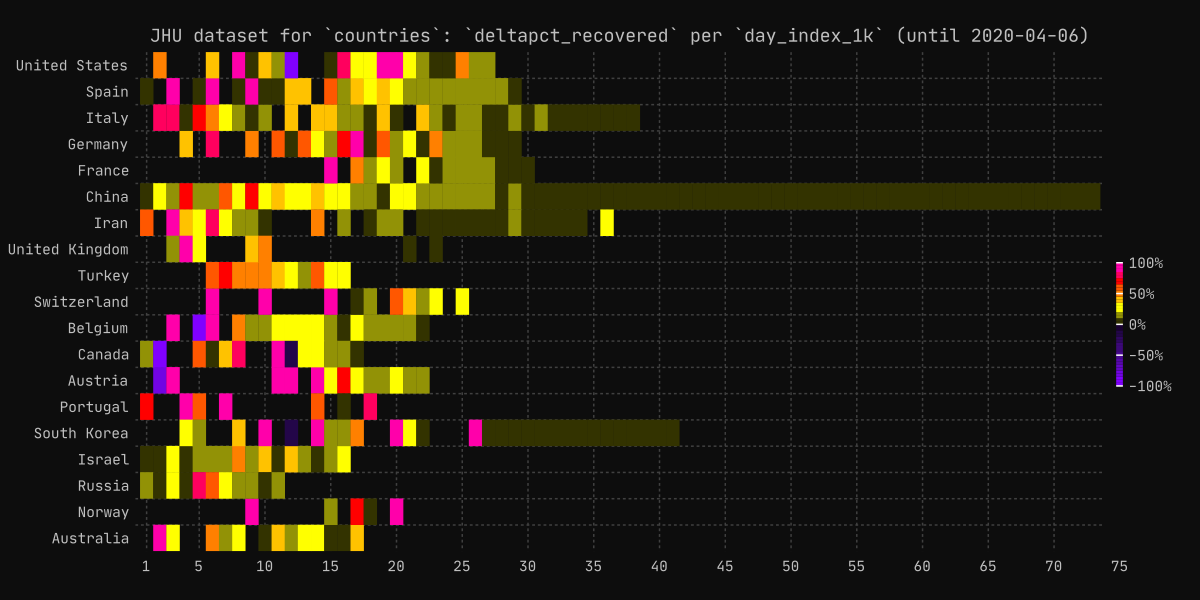 JHU dataset for `countries`: `deltapct_recovered` per `day_index_1k` (until 2020-04-06)
United States
Spain
Italy
Germany
France
China
Iran
United Kingdom
Turkey
Switzerland
Belgium
Canada
Austria
Portugal
South Korea
Israel
Russia
Norway
Australia
100%
50%
0%
-50%
-100%
1 5 10 15 20 25 30 35 40 45 50 55 60 65 70 75